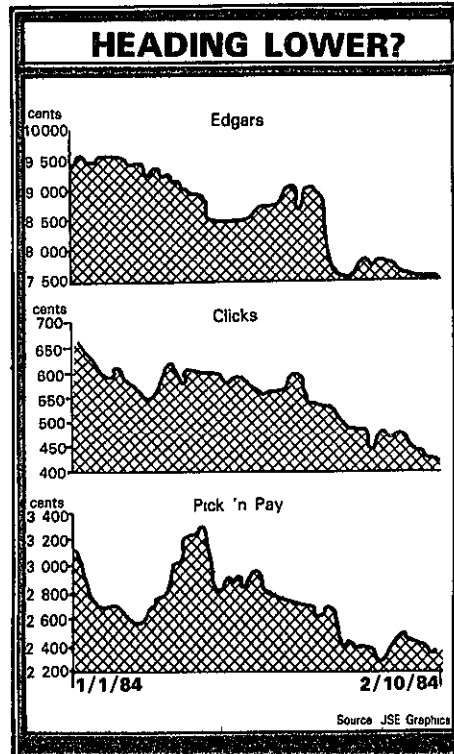 HEADING LOWER?
Edgars
cents
10000
9 500
9 000
8 500
8 000
7 500
Clicks
cents
700
650
600
550
500
450
400
Pick 'n Pay
cents
3 400
3 200
3 000
2 800
2 600
2 400
2 200
1/1/84 2/10/84
Source JSE Graphics